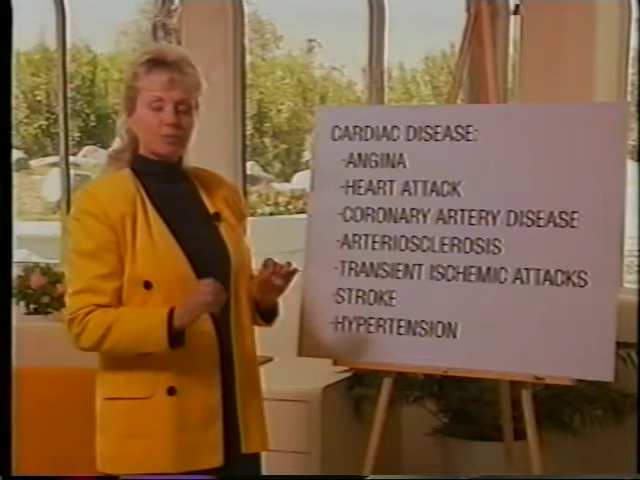 CARDIAC DISEASE:
-ANGINA
-HEART ATTACK
-CORONARY ARTERY DISEASE
-ARTERIOSCLEROSIS
-TRANSIENT ISCHEMIC ATTACKS
-STROKE
-HYPERTENSION